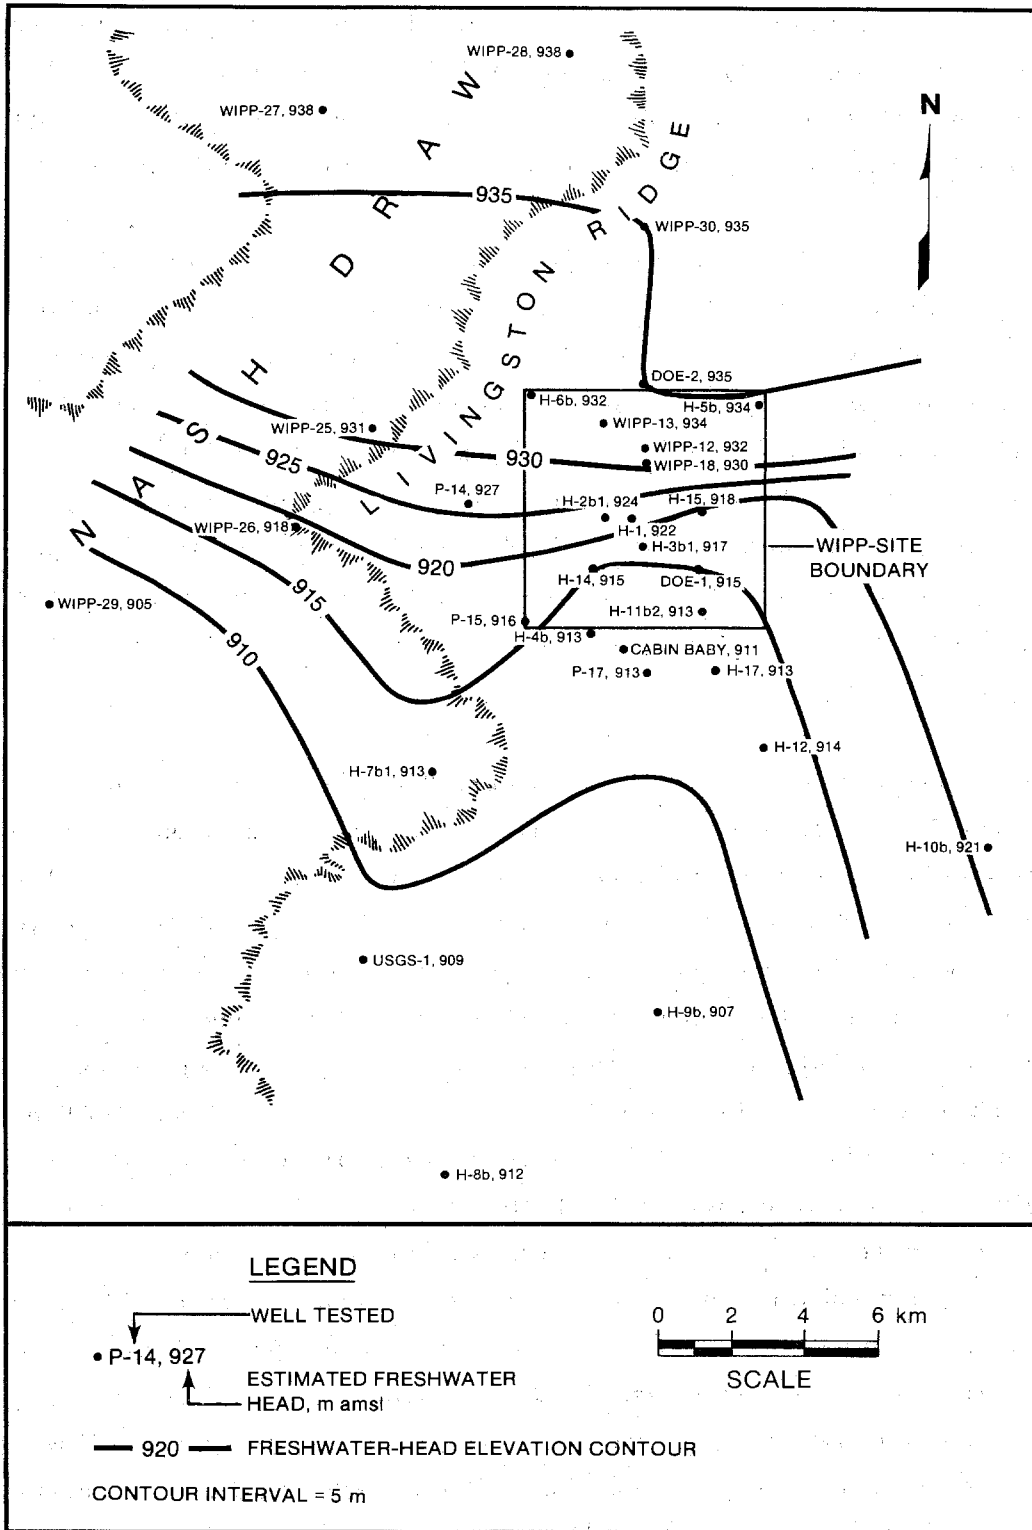 WIPP-28, 938
WIPP-27, 938
N
NASH DRAW
LIVINGSTON RIDGE
935
WIPP-30, 935
DOE-2, 935
H-6b, 932
H-5b, 934
WIPP-13, 934
WIPP-25, 931
WIPP-12, 932
930
WIPP-18, 930
925
P-14, 927
H-2b1, 924
H-15, 918
WIPP-26, 918
H-1, 922
H-3b1, 917
WIPP-SITE
BOUNDARY
920
H-14, 915
DOE-1, 915
915
WIPP-29, 905
P-15, 916
H-11b2, 913
H-4b, 913
910
CABIN BABY, 911
P-17, 913
H-17, 913
H-12, 914
H-7b1, 913
H-10b, 921
USGS-1, 909
H-9b, 907
H-8b, 912
LEGEND
WELL TESTED
P-14, 927
ESTIMATED FRESHWATER
HEAD, m amsl
920 FRESHWATER-HEAD ELEVATION CONTOUR
CONTOUR INTERVAL = 5 m
0 2 4 6 km
SCALE